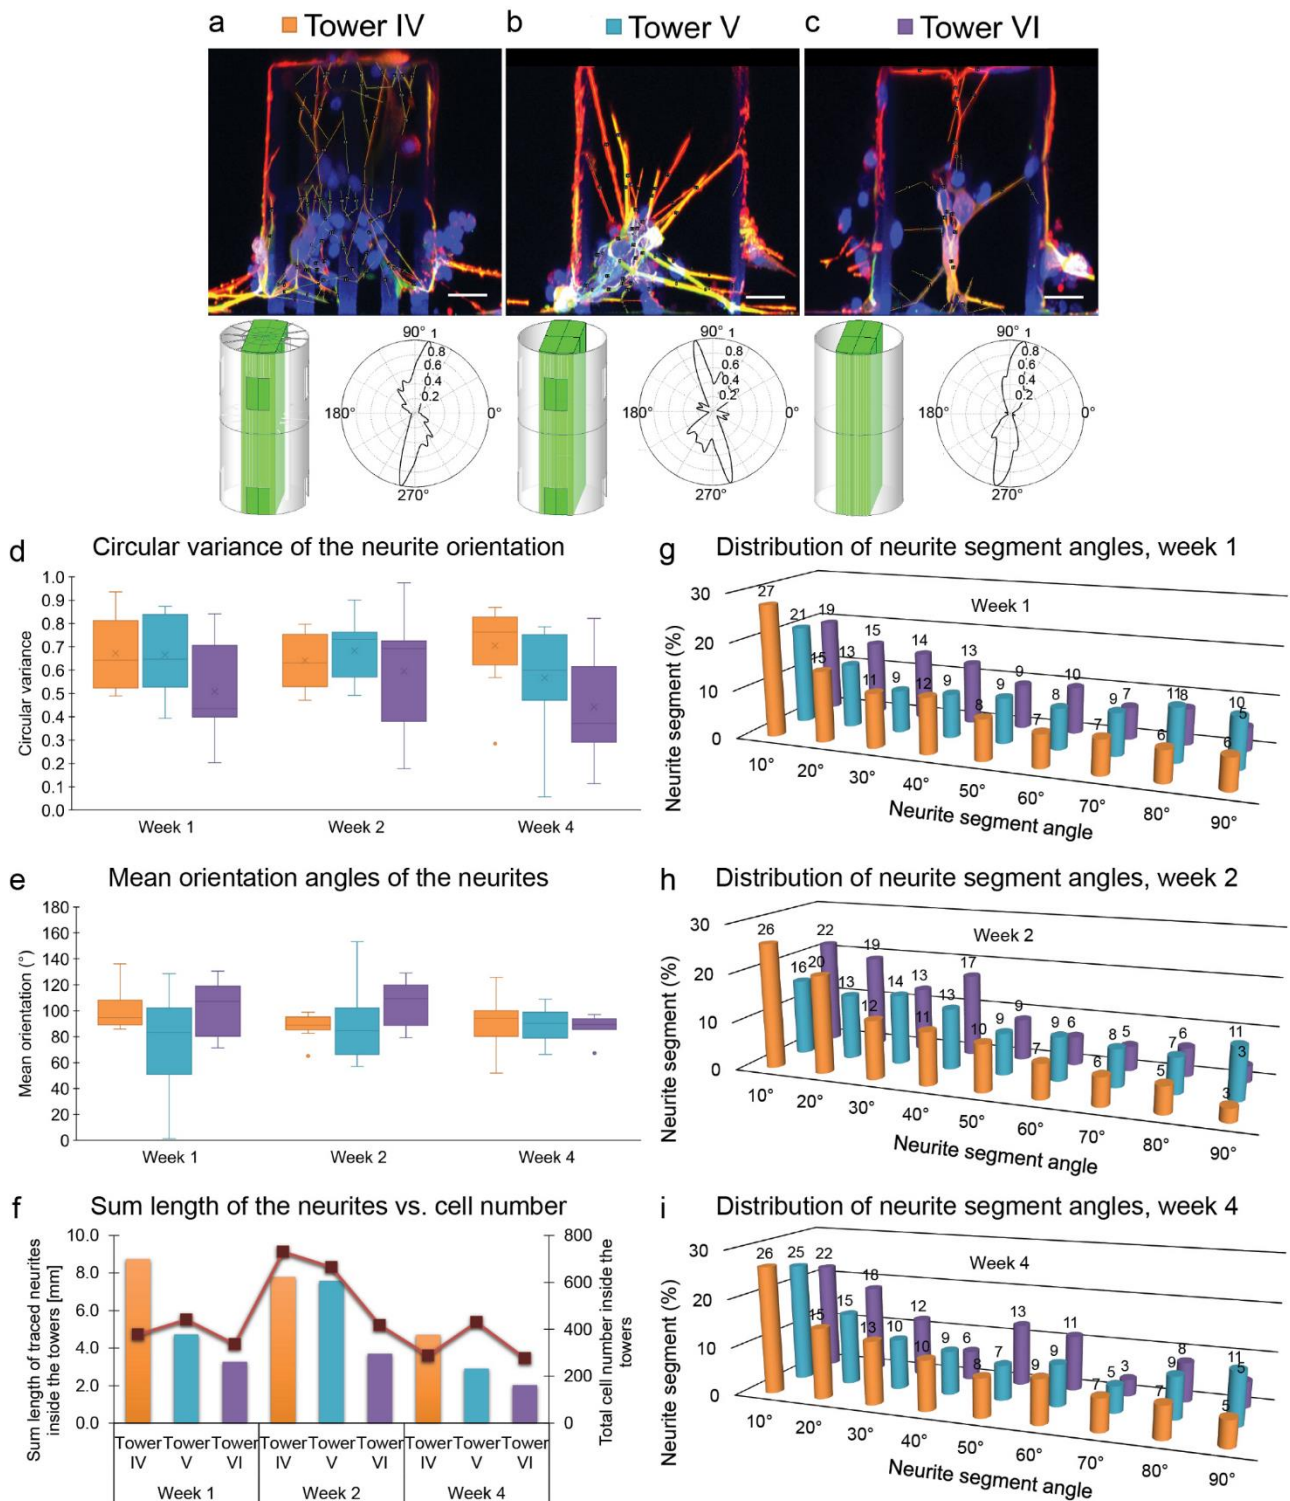 a Tower IV b Tower V c Tower VI
90° 1 90° 1 90° 1
0.8 0.8 0.8
0.6 0.6 0.6
0.4 0.4 0.4
0.2 0.2 0.2
180° 0° 180° 0° 180° 0°
270° 270° 270°
d Circular variance of the neurite orientation
Circular variance
1.0
0.9
0.8
0.7
0.6
0.5
0.4
0.3
0.2
0.1
0.0
Week 1 Week 2 Week 4
e Mean orientation angles of the neurites
Mean orientation (°)
180
160
140
120
100
80
60
40
20
0
Week 1 Week 2 Week 4
f Sum length of the neurites vs. cell number
Sum length of traced neurites
inside the towers [mm]
10.0
8.0
6.0
4.0
2.0
0.0
800
600
400
200
0
Total cell number inside the
towers
Tower Tower Tower Tower Tower Tower Tower Tower Tower
IV V VI IV V VI IV V VI
Week 1 Week 2 Week 4
g Distribution of neurite segment angles, week 1
Week 1
Neurite segment (%)
30
20
10
0
27 15 11 12 8 7 7 6 6
21 13 9 9 9 8 9 11 10
19 15 14 13 9 10 7 8 5
10° 20° 30° 40° 50° 60° 70° 80° 90°
Neurite segment angle
h Distribution of neurite segment angles, week 2
Week 2
Neurite segment (%)
30
20
10
0
26 20 12 11 10 7 6 5 3
16 13 14 13 9 9 8 7 11
22 19 13 17 9 6 5 6 3
10° 20° 30° 40° 50° 60° 70° 80° 90°
Neurite segment angle
i Distribution of neurite segment angles, week 4
Week 4
Neurite segment (%)
30
20
10
0
26 15 13 10 8 9 7 7 5
25 15 10 9 7 9 5 9 11
22 18 12 6 13 11 3 8 5
10° 20° 30° 40° 50° 60° 70° 80° 90°
Neurite segment angle